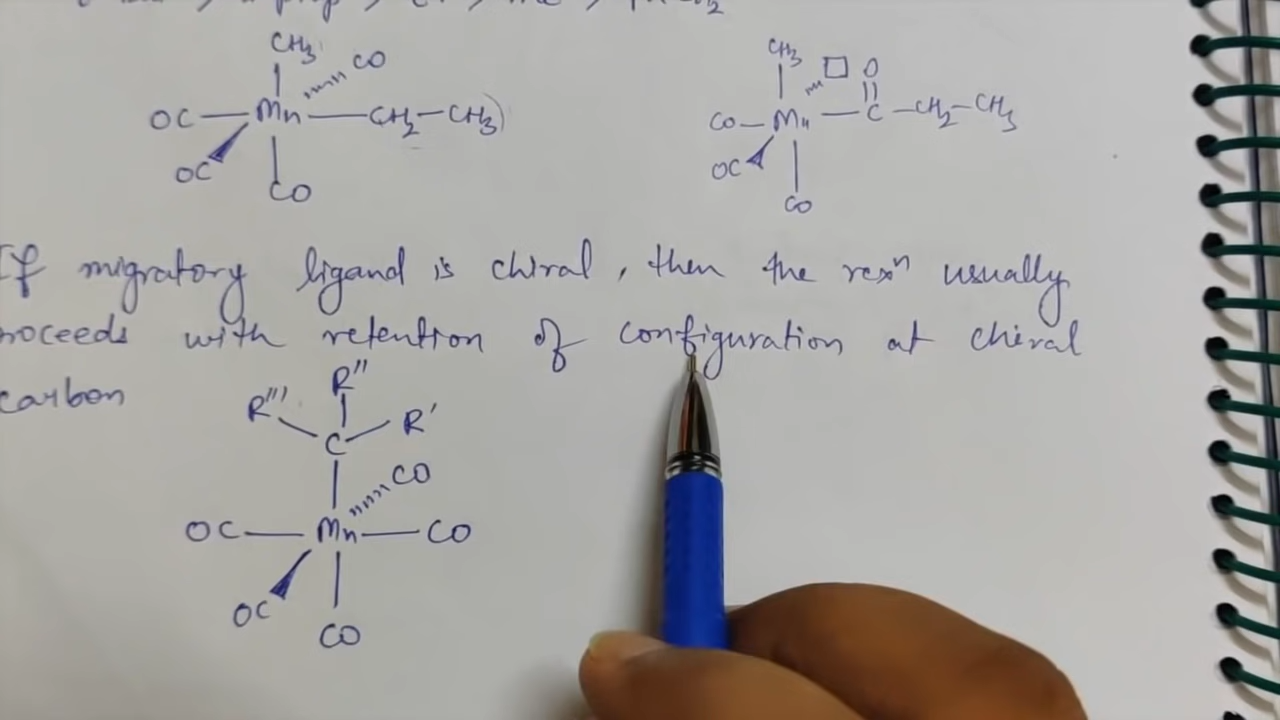 CH3 CO
OC Mn CH2-CH3
OC CO
CH3 □ O
CO-Mn-C-CH2-CH3
OC CO
If migratory ligand is chiral, then the rexⁿ usually
roceeds with retention of configuration at chiral
carbon
R''
R''' C R'
CO
OC-Mn-CO
OC
CO